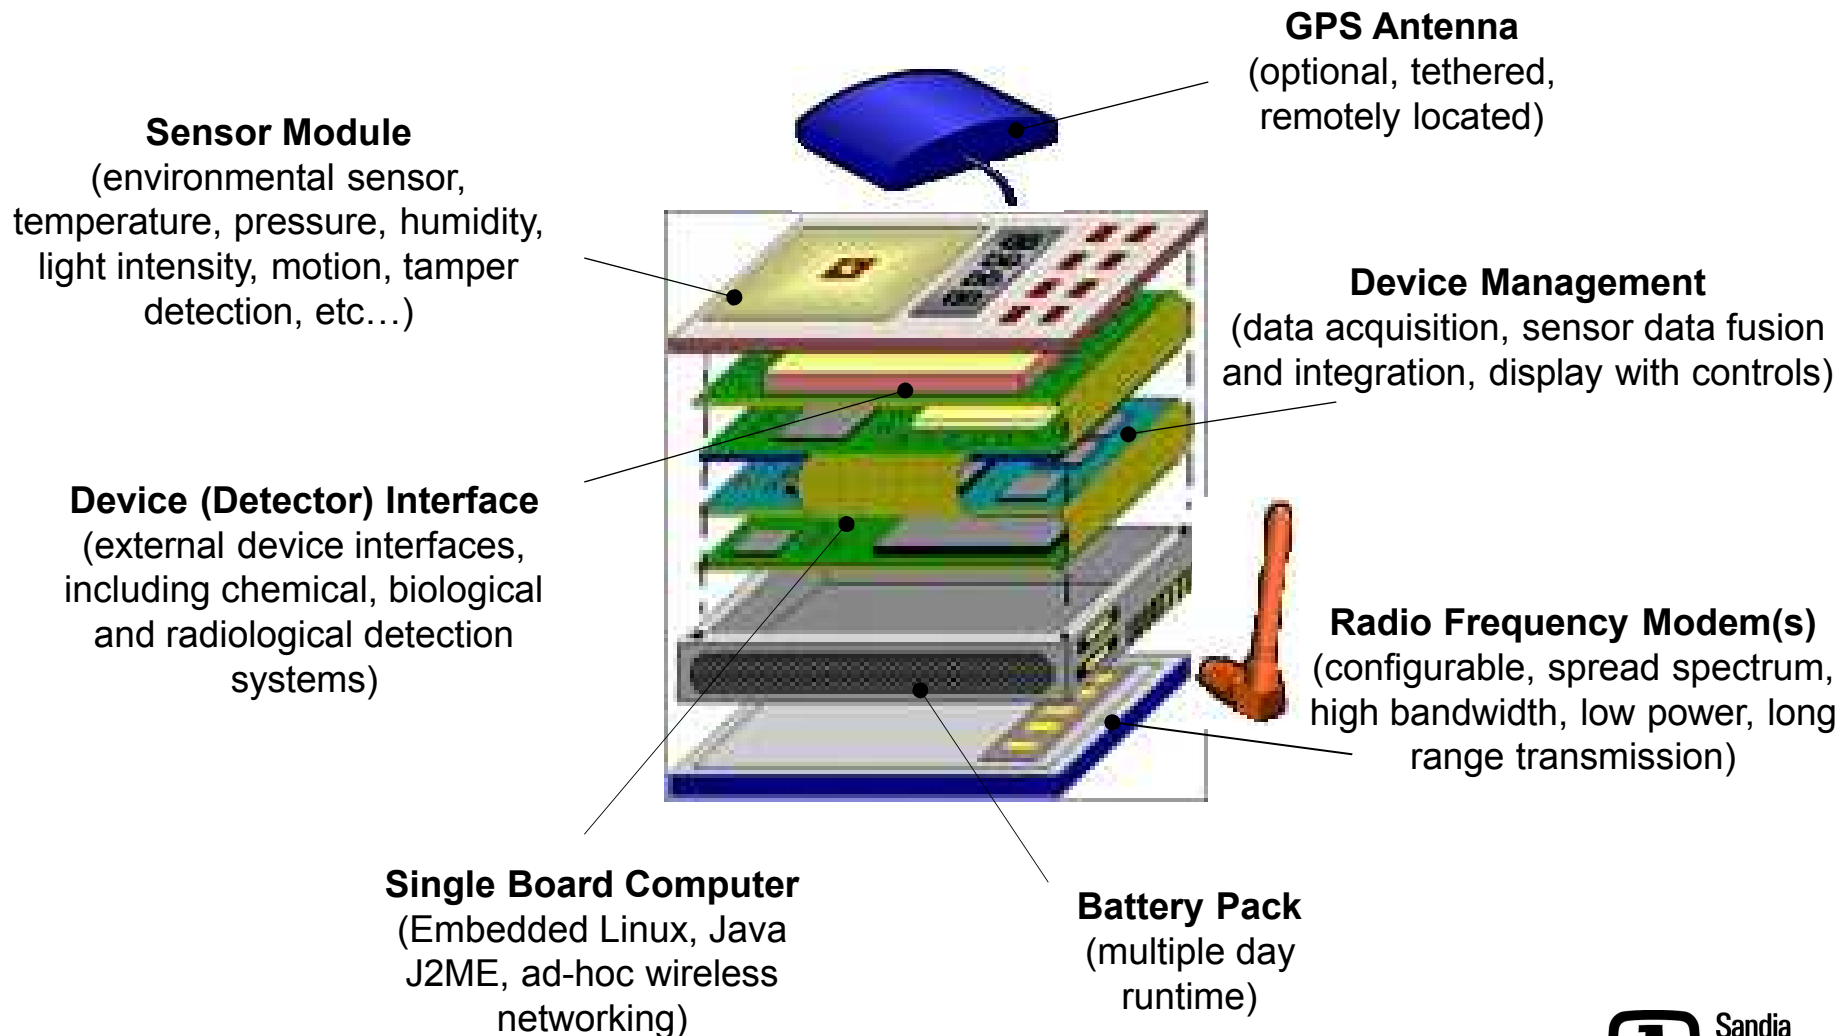 GPS Antenna
(optional, tethered,
remotely located)
Sensor Module
(environmental sensor,
temperature, pressure, humidity,
light intensity, motion, tamper
detection, etc…)
Device Management
(data acquisition, sensor data fusion
and integration, display with controls)
Device (Detector) Interface
(external device interfaces,
including chemical, biological
and radiological detection
systems)
Radio Frequency Modem(s)
(configurable, spread spectrum,
high bandwidth, low power, long
range transmission)
Single Board Computer
(Embedded Linux, Java
J2ME, ad-hoc wireless
networking)
Battery Pack
(multiple day
runtime)
Sandia